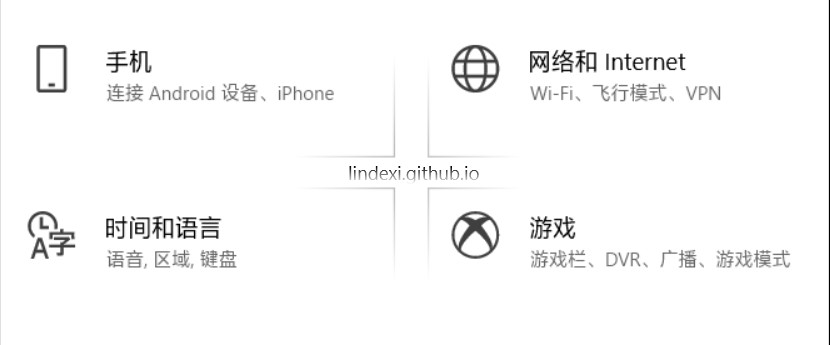 手机
连接 Android 设备、iPhone
网络和 Internet
Wi-Fi、飞行模式、VPN
lindexi.github.io
时间和语言
语音, 区域, 键盘
游戏
游戏栏、DVR、广播、游戏模式